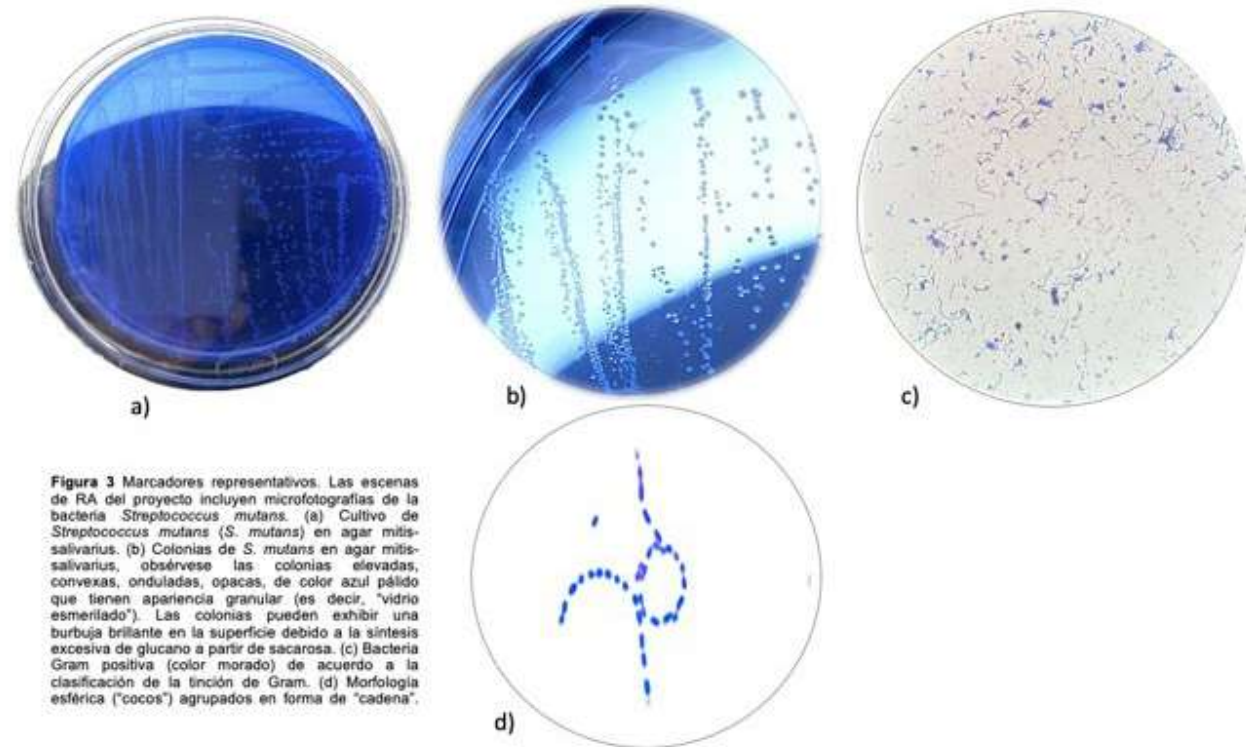 a)
b)
c)
Figura 3 Marcadores representativos. Las escenas
de RA del proyecto incluyen microfotografías de la
bacteria Streptococcus mutans. (a) Cultivo de
Streptococcus mutans (S. mutans) en agar mitis-
salivarius. (b) Colonias de S. mutans en agar mitis-
salivarius, obsérvese las colonias elevadas,
convexas, onduladas, opacas, de color azul pálido
que tienen apariencia granular (es decir, "vidrio
esmerilado"). Las colonias pueden exhibir una
burbuja brillante en la superficie debido a la síntesis
excesiva de glucano a partir de sacarosa. (c) Bacteria
Gram positiva (color morado) de acuerdo a la
clasificación de la tinción de Gram. (d) Morfología
esférica ("cocos") agrupados en forma de "cadena".
d)